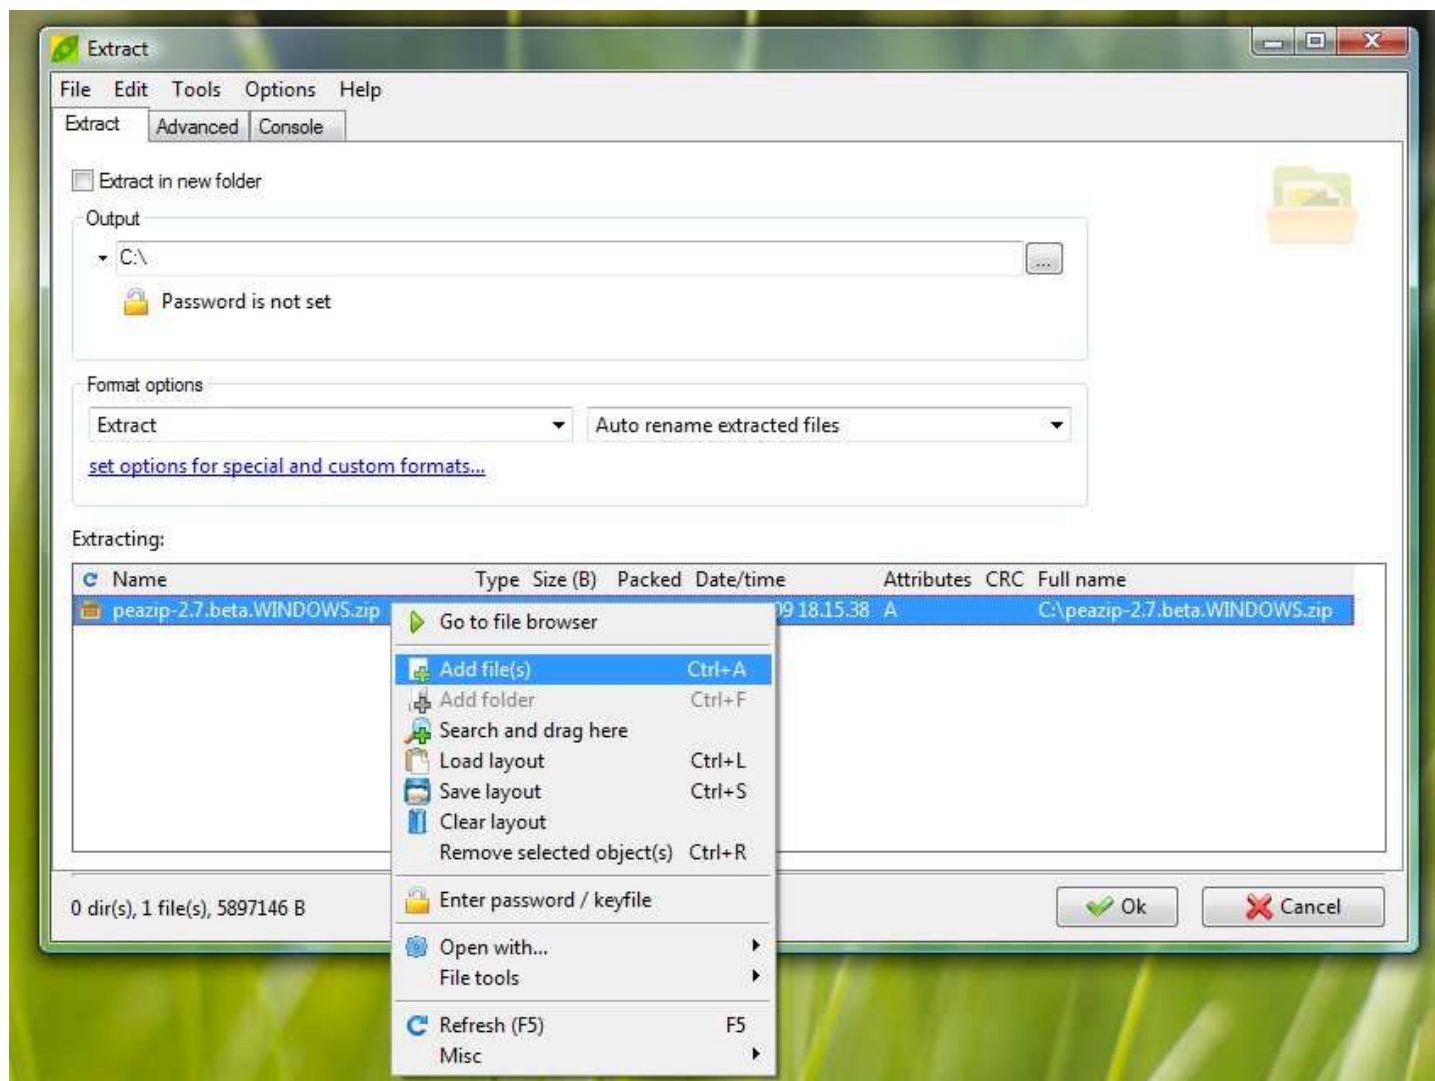 Extract
File Edit Tools Options Help
Extract Advanced Console
Extract in new folder
Output
C:\
...
Password is not set
Format options
Extract Auto rename extracted files
set options for special and custom formats...
Extracting:
Name Type Size (B) Packed Date/time Attributes CRC Full name
peazip-2.7.beta.WINDOWS.zip 09 18.15.38 A C:\peazip-2.7.beta.WINDOWS.zip
Go to file browser
Add file(s) Ctrl+A
Add folder Ctrl+F
Search and drag here
Load layout Ctrl+L
Save layout Ctrl+S
Clear layout
Remove selected object(s) Ctrl+R
Enter password / keyfile
Open with...
File tools
Refresh (F5) F5
Misc
0 dir(s), 1 file(s), 5897146 B
Ok Cancel